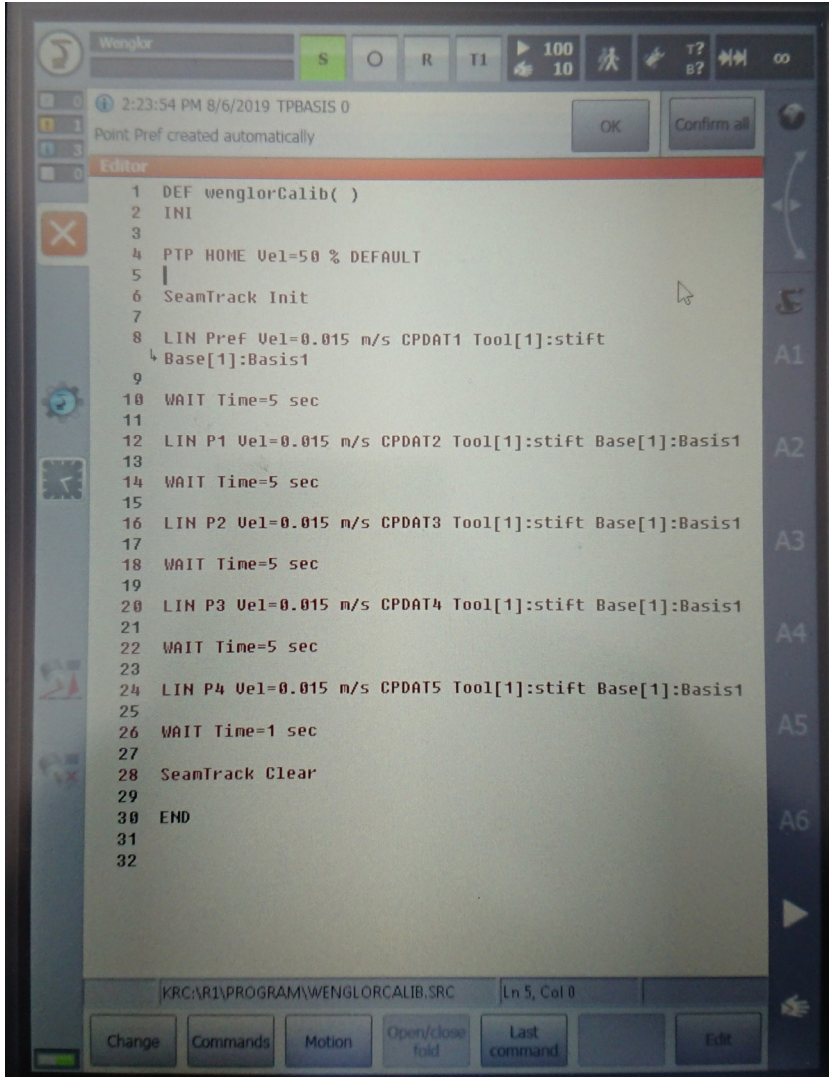 Wenglor
S O R T1 100 10 T? B? ∞
0
1
3
0
2:23:54 PM 8/6/2019 TPBASIS 0
Point Pref created automatically
OK
Confirm all
Editor
1 DEF wenglorCalib( )
2 INI
3
4 PTP HOME Vel=50 % DEFAULT
5
6 SeamTrack Init
7
8 LIN Pref Vel=0.015 m/s CPDAT1 Tool[1]:stift
Base[1]:Basis1
9
10 WAIT Time=5 sec
11
12 LIN P1 Vel=0.015 m/s CPDAT2 Tool[1]:stift Base[1]:Basis1
13
14 WAIT Time=5 sec
15
16 LIN P2 Vel=0.015 m/s CPDAT3 Tool[1]:stift Base[1]:Basis1
17
18 WAIT Time=5 sec
19
20 LIN P3 Vel=0.015 m/s CPDAT4 Tool[1]:stift Base[1]:Basis1
21
22 WAIT Time=5 sec
23
24 LIN P4 Vel=0.015 m/s CPDAT5 Tool[1]:stift Base[1]:Basis1
25
26 WAIT Time=1 sec
27
28 SeamTrack Clear
29
30 END
31
32
A1
A2
A3
A4
A5
A6
KRC:\R1\PROGRAM\WENGLORCALIB.SRC Ln 5, Col 0
Change
Commands
Motion
Open/close
fold
Last
command
Edit